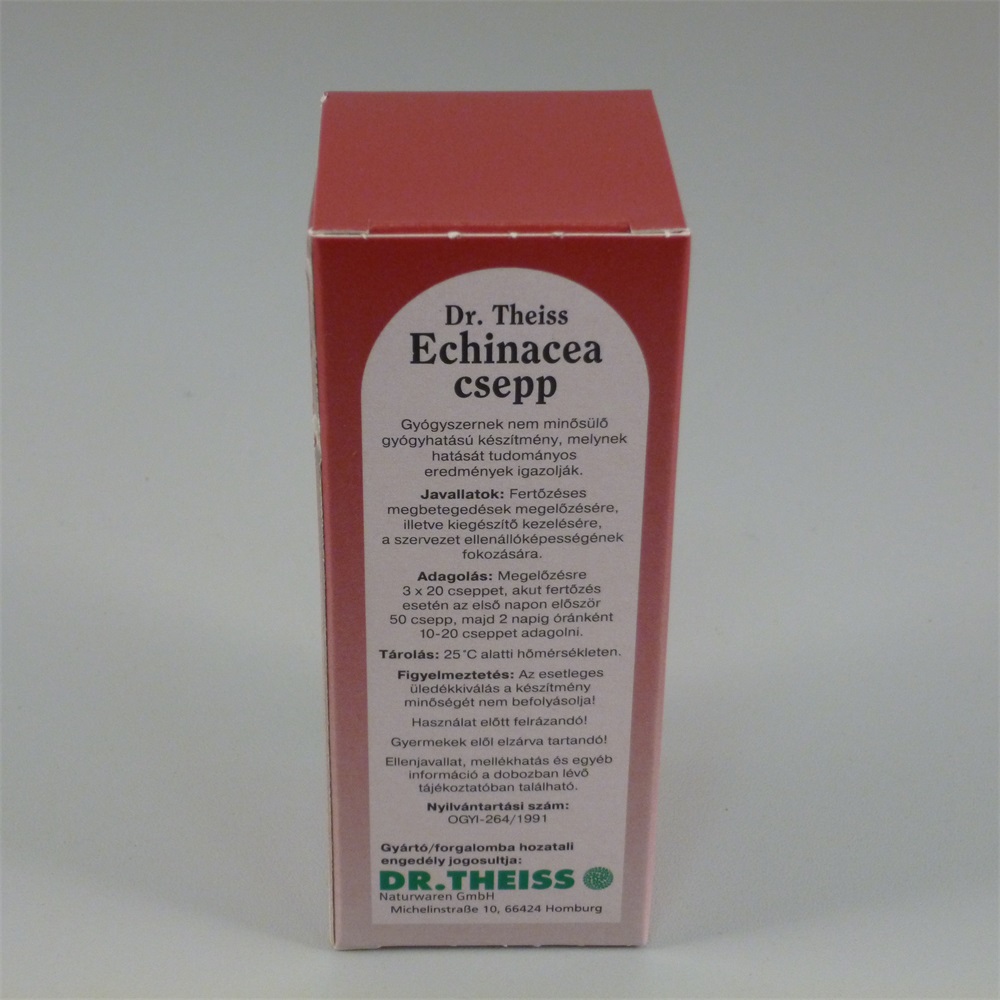 Dr. Theiss
Echinacea
csepp
Gyógyszernek nem minősülő
gyógyhatású készítmény, melynek
hatását tudományos
eredmények igazolják.
Javallatok: Fertőzéses
megbetegedések megelőzésére,
illetve kiegészítő kezelésére,
a szervezet ellenállóképességének
fokozására.
Adagolás: Megelőzésre
3 x 20 cseppet, akut fertőzés
esetén az első napon először
50 csepp, majd 2 napig óránként
10-20 cseppet adagolni.
Tárolás: 25°C alatti hőmérsékleten.
Figyelmeztetés: Az esetleges
üledékkiválás a készítmény
minőségét nem befolyásolja!
Használat előtt felrázandó!
Gyermekek elől elzárva tartandó!
Ellenjavallat, mellékhatás és egyéb
információ a dobozban lévő
tájékoztatóban található.
Nyilvántartási szám:
OGYI-264/1991
Gyártó/forgalomba hozatali
engedély jogosultja:
DR.THEISS
Naturwaren GmbH
Michelinstraße 10, 66424 Homburg